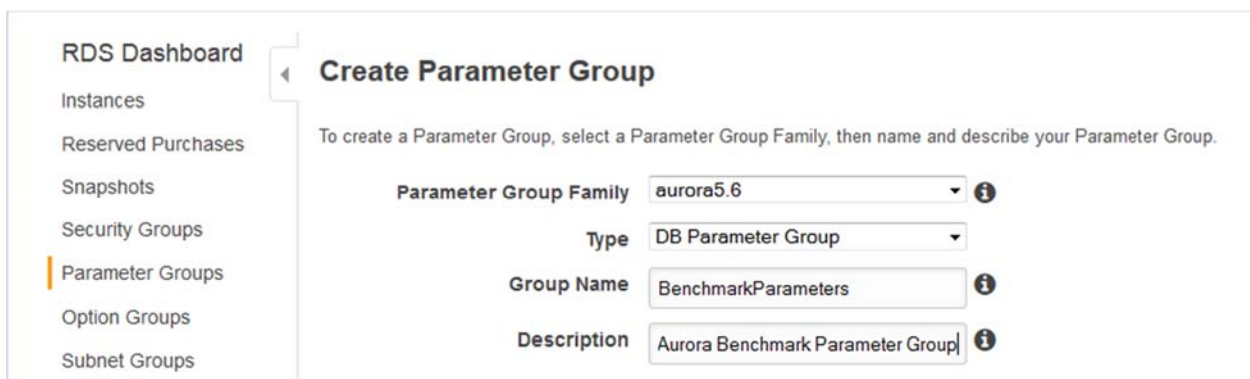 RDS Dashboard
Instances
Reserved Purchases
Snapshots
Security Groups
Parameter Groups
Option Groups
Subnet Groups
Create Parameter Group
To create a Parameter Group, select a Parameter Group Family, then name and describe your Parameter Group.
Parameter Group Family aurora5.6
Type DB Parameter Group
Group Name BenchmarkParameters
Description Aurora Benchmark Parameter Group